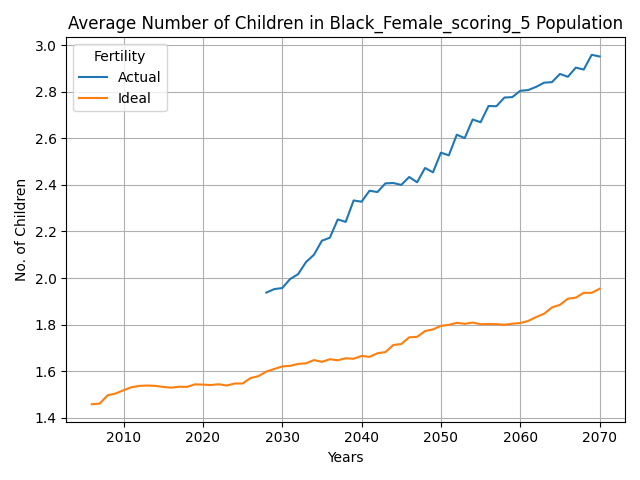 Average Number of Children in Black_Female_scoring_5 Population
Fertility
Actual
Ideal
No. of Children
3.0
2.8
2.6
2.4
2.2
2.0
1.8
1.6
1.4
2010 2020 2030 2040 2050 2060 2070
Years